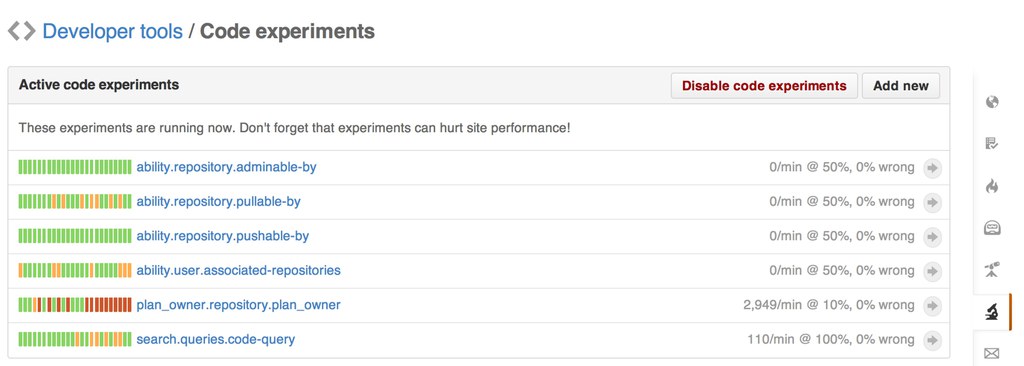 Developer tools / Code experiments
Active code experiments Disable code experiments Add new
These experiments are running now. Don't forget that experiments can hurt site performance!
ability.repository.adminable-by 0/min @ 50%, 0% wrong
ability.repository.pullable-by 0/min @ 50%, 0% wrong
ability.repository.pushable-by 0/min @ 50%, 0% wrong
ability.user.associated-repositories 0/min @ 50%, 0% wrong
plan_owner.repository.plan_owner 2,949/min @ 10%, 0% wrong
search.queries.code-query 110/min @ 100%, 0% wrong